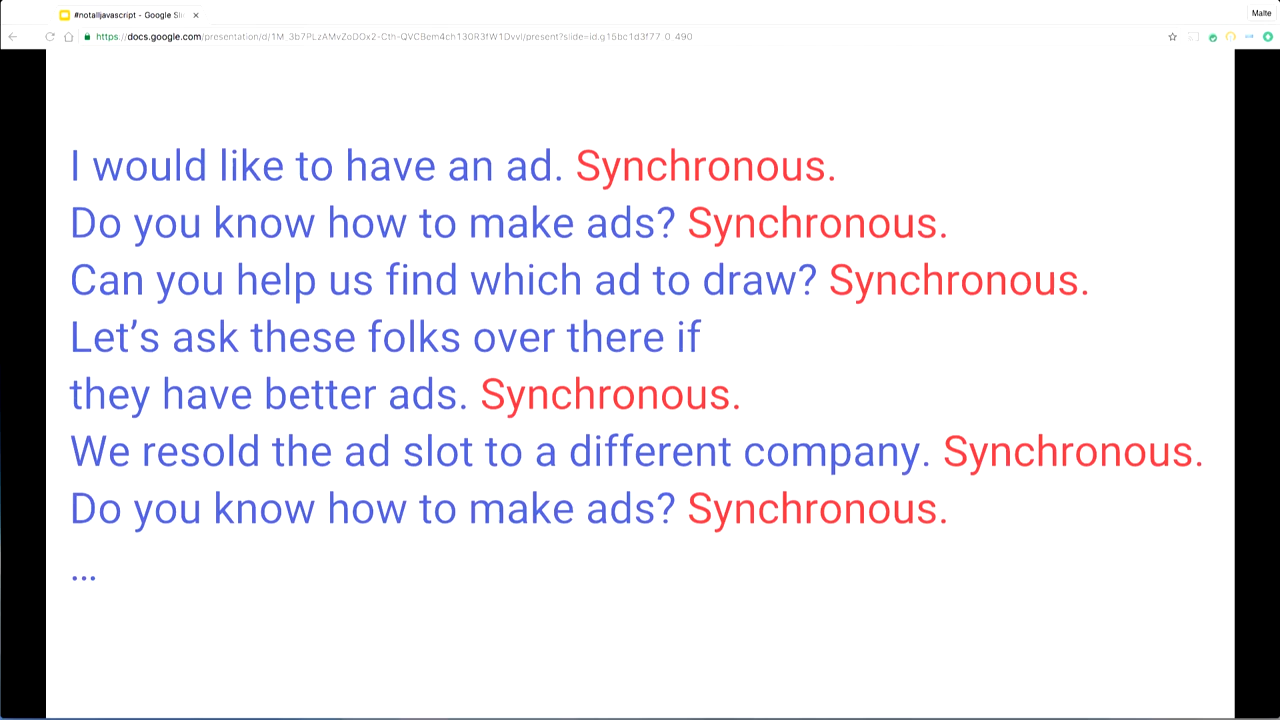 #notalljavascript - Google Sli
Malte
https://docs.google.com/presentation/d/1M_3b7PLzAMvZoDOx2-Cth-QVCBem4ch130R3fW1DvvI/present?slide=id.g15bc1d3f77_0_490
I would like to have an ad. Synchronous.
Do you know how to make ads? Synchronous.
Can you help us find which ad to draw? Synchronous.
Let’s ask these folks over there if
they have better ads. Synchronous.
We resold the ad slot to a different company. Synchronous.
Do you know how to make ads? Synchronous.
...